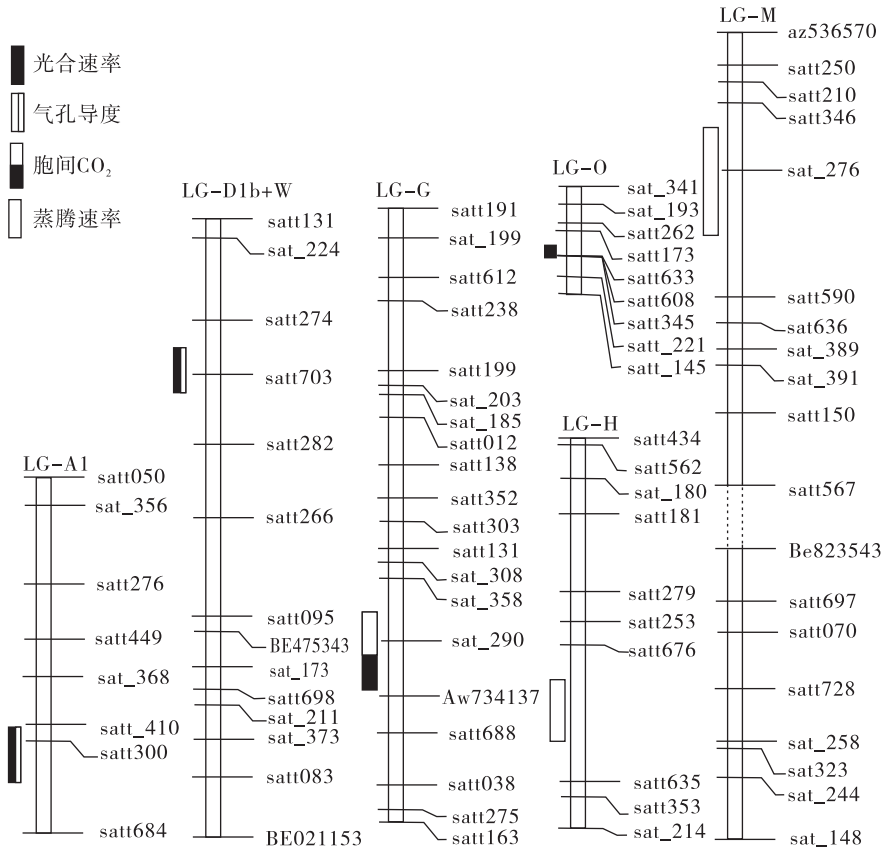 光合速率
气孔导度
胞间CO₂
蒸腾速率
LG-A1
satt050
sat_356
satt276
satt449
sat_368
satt_410
satt300
satt684
LG-D1b+W
satt131
sat_224
satt274
satt703
satt282
satt266
satt095
BE475343
sat_173
satt698
sat_211
sat_373
satt083
BE021153
LG-G
satt191
sat_199
satt612
satt238
satt199
sat_203
sat_185
satt012
satt138
satt352
satt303
satt131
sat_308
sat_358
sat_290
Aw734137
satt688
satt038
satt275
satt163
LG-O
sat_341
sat_193
satt262
satt173
satt633
satt608
satt345
satt_221
satt_145
LG-H
satt434
satt562
sat_180
satt181
satt279
satt253
satt676
satt635
satt353
sat_214
LG-M
az536570
satt250
satt210
satt346
sat_276
satt590
sat636
sat_389
sat_391
satt150
satt567
Be823543
satt697
satt070
satt728
sat_258
sat323
sat_244
sat_148